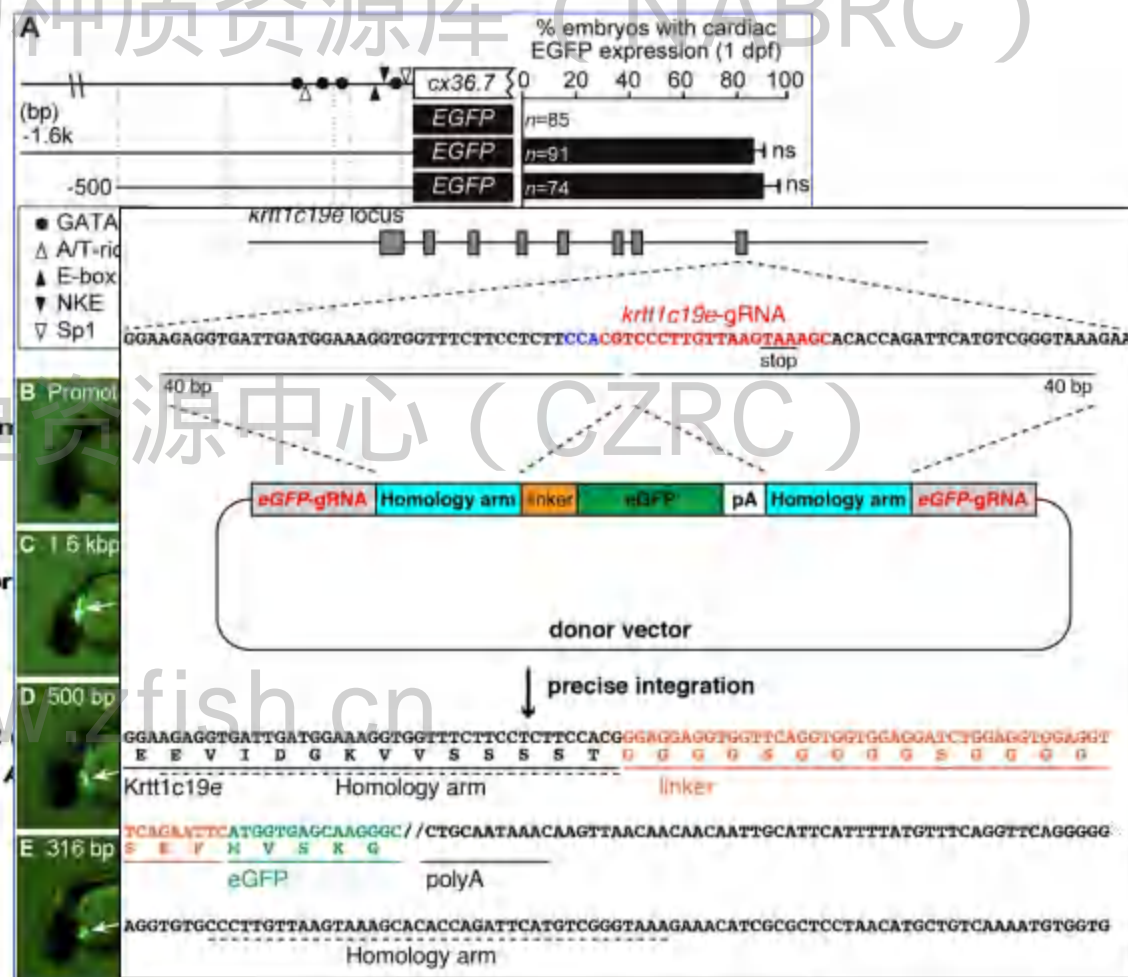 种质资源库（NABRC）
A
% embryos with cardiac
EGFP expression (1 dpf)
cx36.7
0 20 40 60 80 100
(bp)
EGFP n=85
-1.6k
EGFP n=91 ns
-500 EGFP n=74 ns
GATA
A/T-ric
E-box
NKE
Sp1
krtt1c19e locus
krtt1c19e-gRNA
GGAAGAGGTGATTGATGGAAAGGTGGTTTCTTCCTCTTCCACGTCCCTTGTTAAGTAAAGCACACCAGATTCATGTCGGGTAAAGAA
stop
40 bp 40 bp
B Promot
资源中心（CZRC）
eGFP-gRNA Homology arm linker eGFP pA Homology arm eGFP-gRNA
C 1.6 kbp
donor vector
precise integration
D 500 bp
w.zfish.cn
GGAAGAGGTGATTGATGGAAAGGTGGTTTCTTCCTCTTCCACGGGAGGAGGTGGTTCAGGTGGTGGAGGATCTGGAGGTGGAGGT
E E V I D G K V V S S S S T G G G G S G G G G S G G G G
Krtt1c19e Homology arm linker
TCAGAATTCATGGTGAGCAAGGGC//CTGCAATAAACAAGTTAACAACAACAATTGCATTCATTTTATGTTTCAGGTTCAGGGGG
S E F M V S K G
E 316 bp
eGFP polyA
AGGTGTGCCCTTGTTAAGTAAAGCACACCAGATTCATGTCGGGTAAAGAAACATCGCGCTCCTAACATGCTGTCAAAATGTGGTG
Homology arm